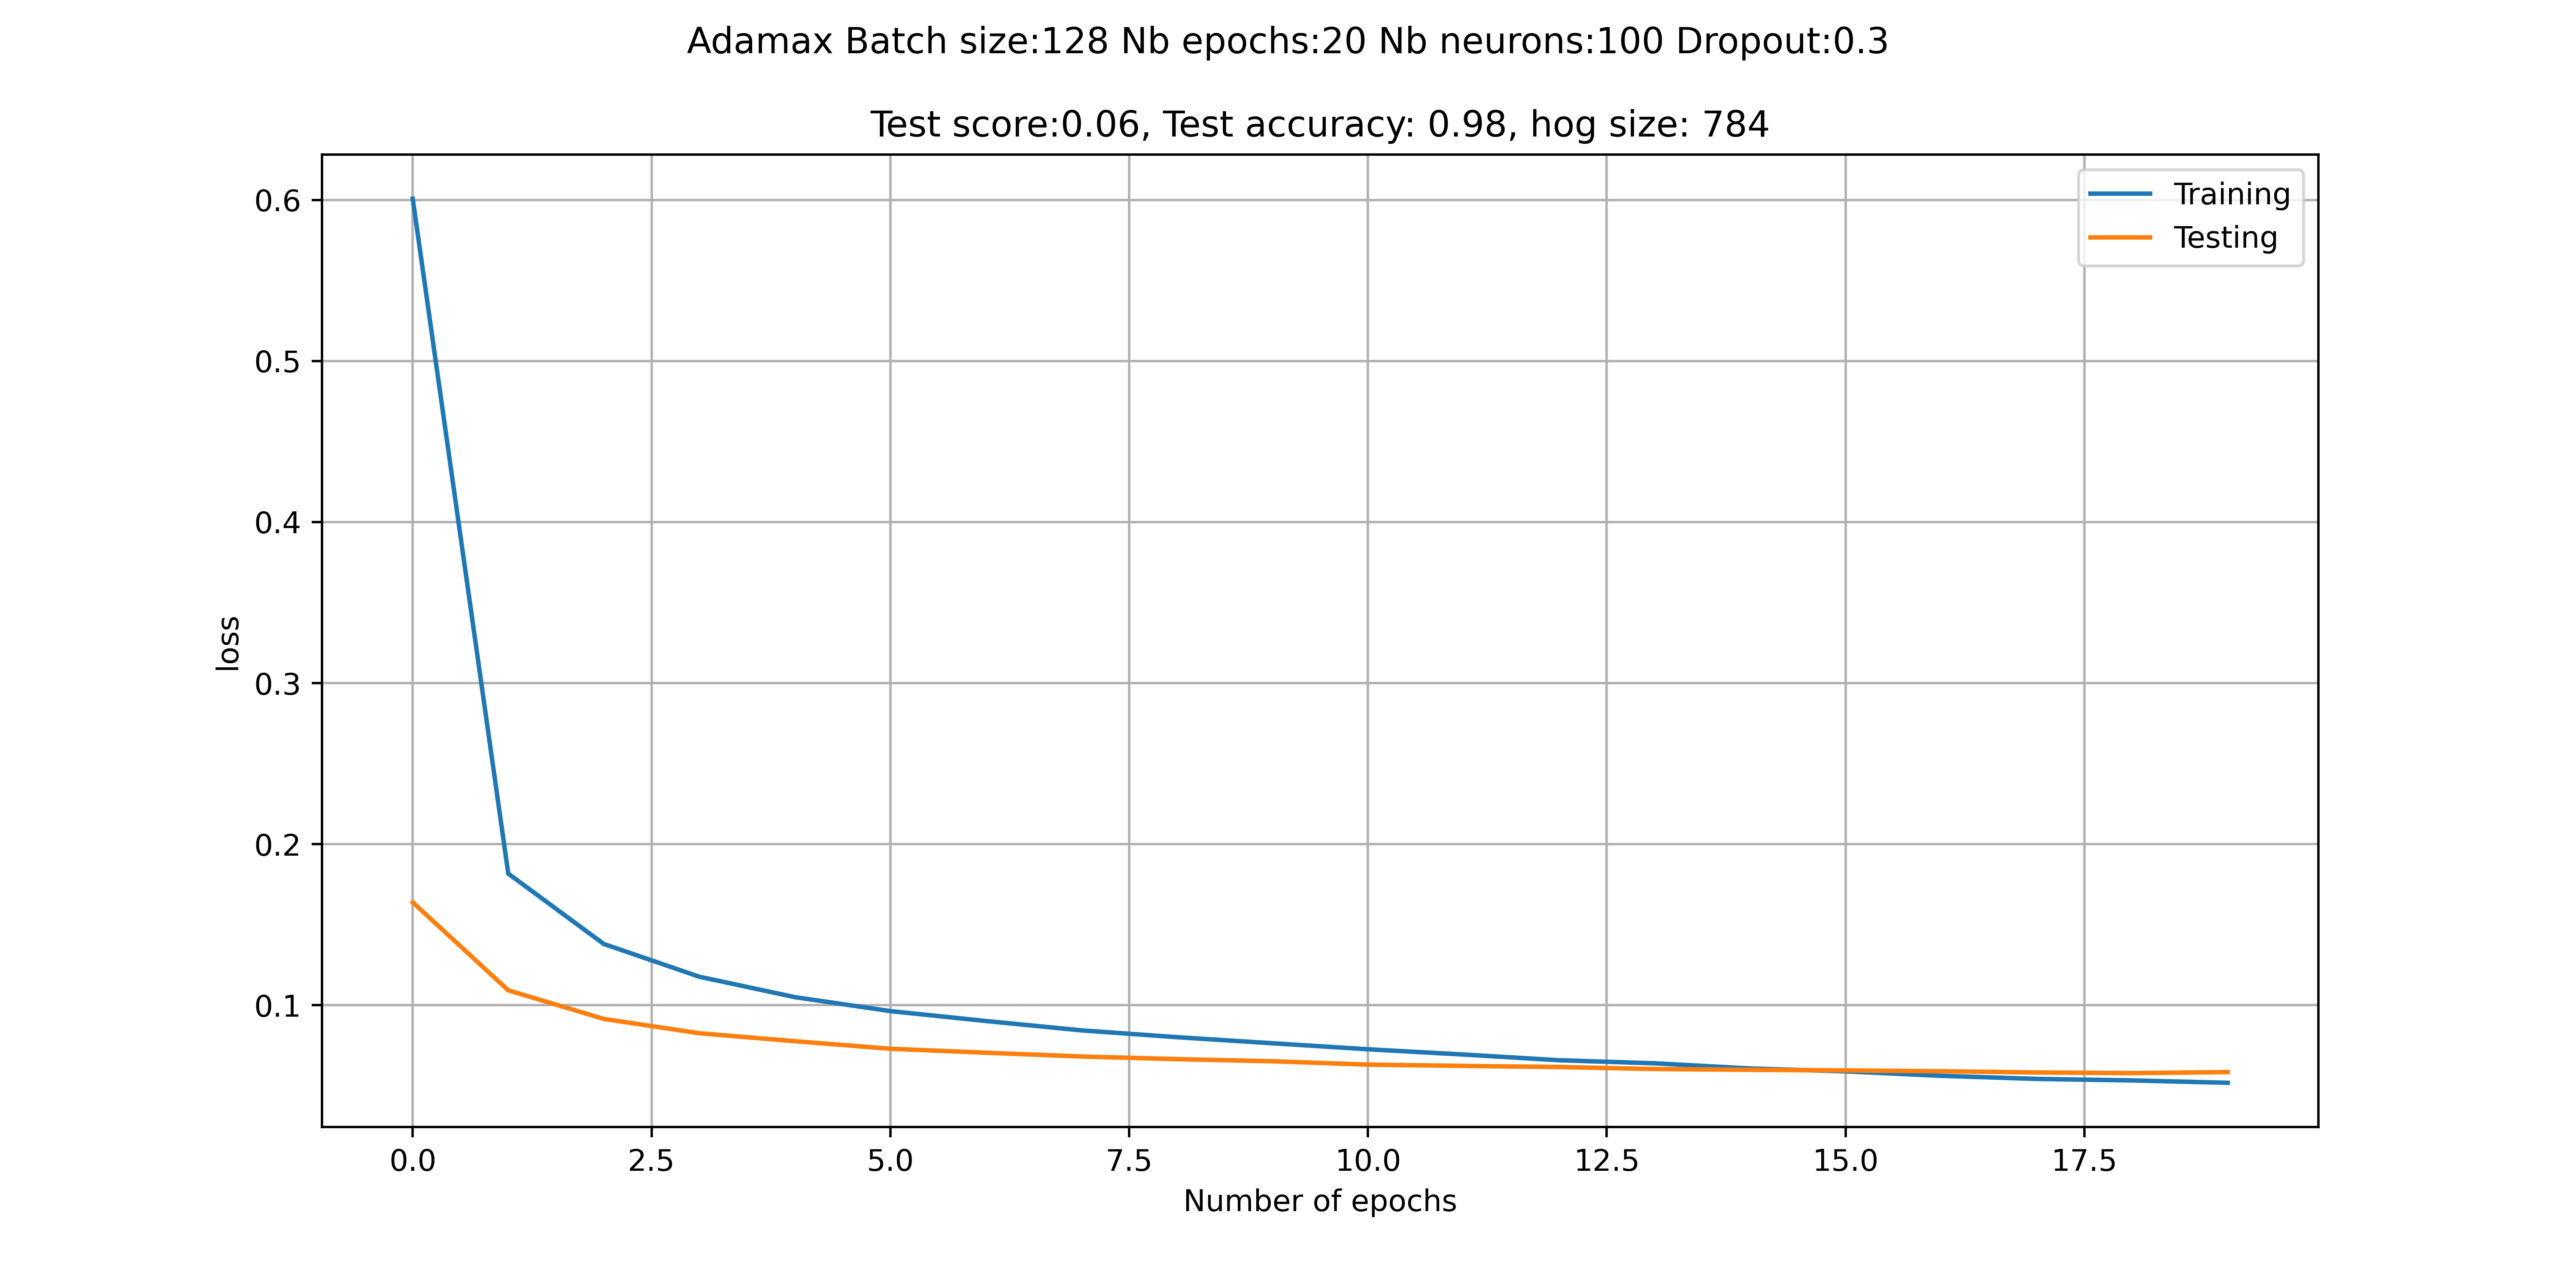 Adamax Batch size:128 Nb epochs:20 Nb neurons:100 Dropout:0.3
Test score:0.06, Test accuracy: 0.98, hog size: 784
Training
Testing
0.6
0.5
0.4
0.3
0.2
0.1
loss
0.0 2.5 5.0 7.5 10.0 12.5 15.0 17.5
Number of epochs